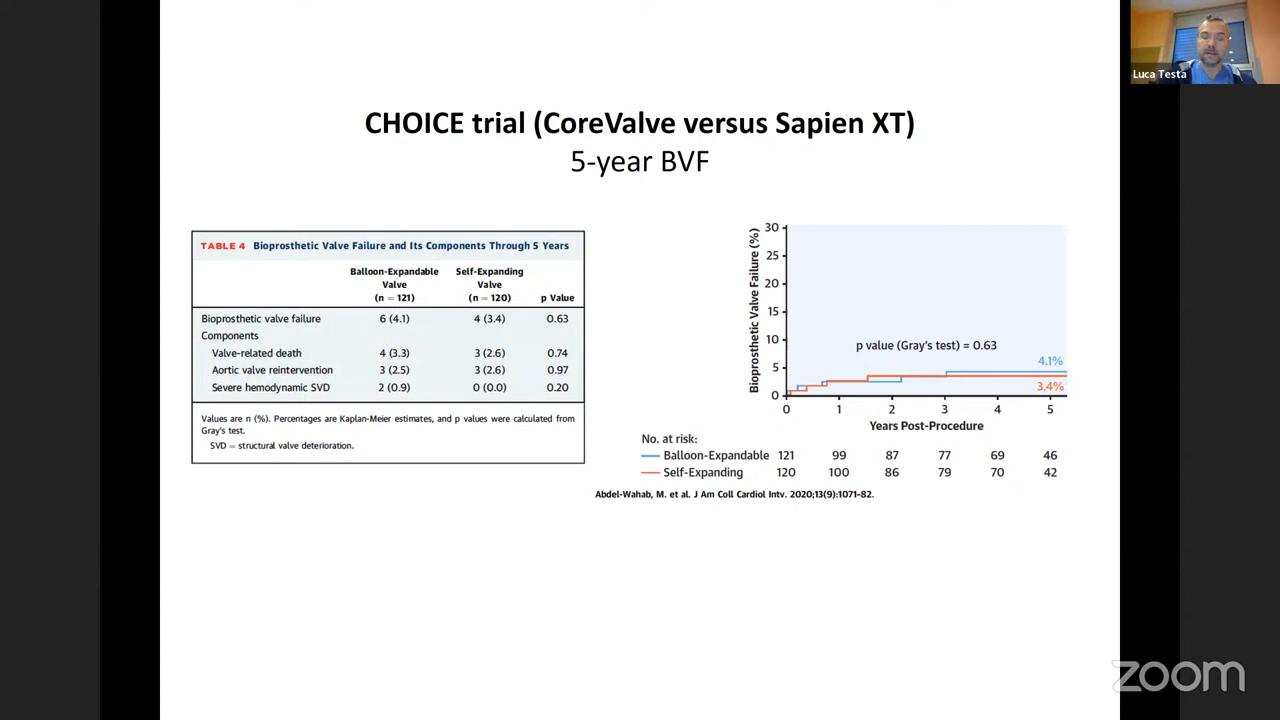 Luca Testa
CHOICE trial (CoreValve versus Sapien XT)
5-year BVF
TABLE 4 Bioprosthetic Valve Failure and Its Components Through 5 Years
Balloon-Expandable Valve (n = 121) Self-Expanding Valve (n = 120) p Value
Bioprosthetic valve failure 6 (4.1) 4 (3.4) 0.63
Components
Valve-related death 4 (3.3) 3 (2.6) 0.74
Aortic valve reintervention 3 (2.5) 3 (2.6) 0.97
Severe hemodynamic SVD 2 (0.9) 0 (0.0) 0.20
Values are n (%). Percentages are Kaplan-Meier estimates, and p values were calculated from
Gray's test.
SVD = structural valve deterioration.
Bioprosthetic Valve Failure (%)
30
25
20
15
10
5
0
p value (Gray's test) = 0.63
4.1%
3.4%
0 1 2 3 4 5
Years Post-Procedure
No. at risk:
Balloon-Expandable 121 99 87 77 69 46
Self-Expanding 120 100 86 79 70 42
Abdel-Wahab, M. et al. J Am Coll Cardiol Intv. 2020;13(9):1071-82.
zoom